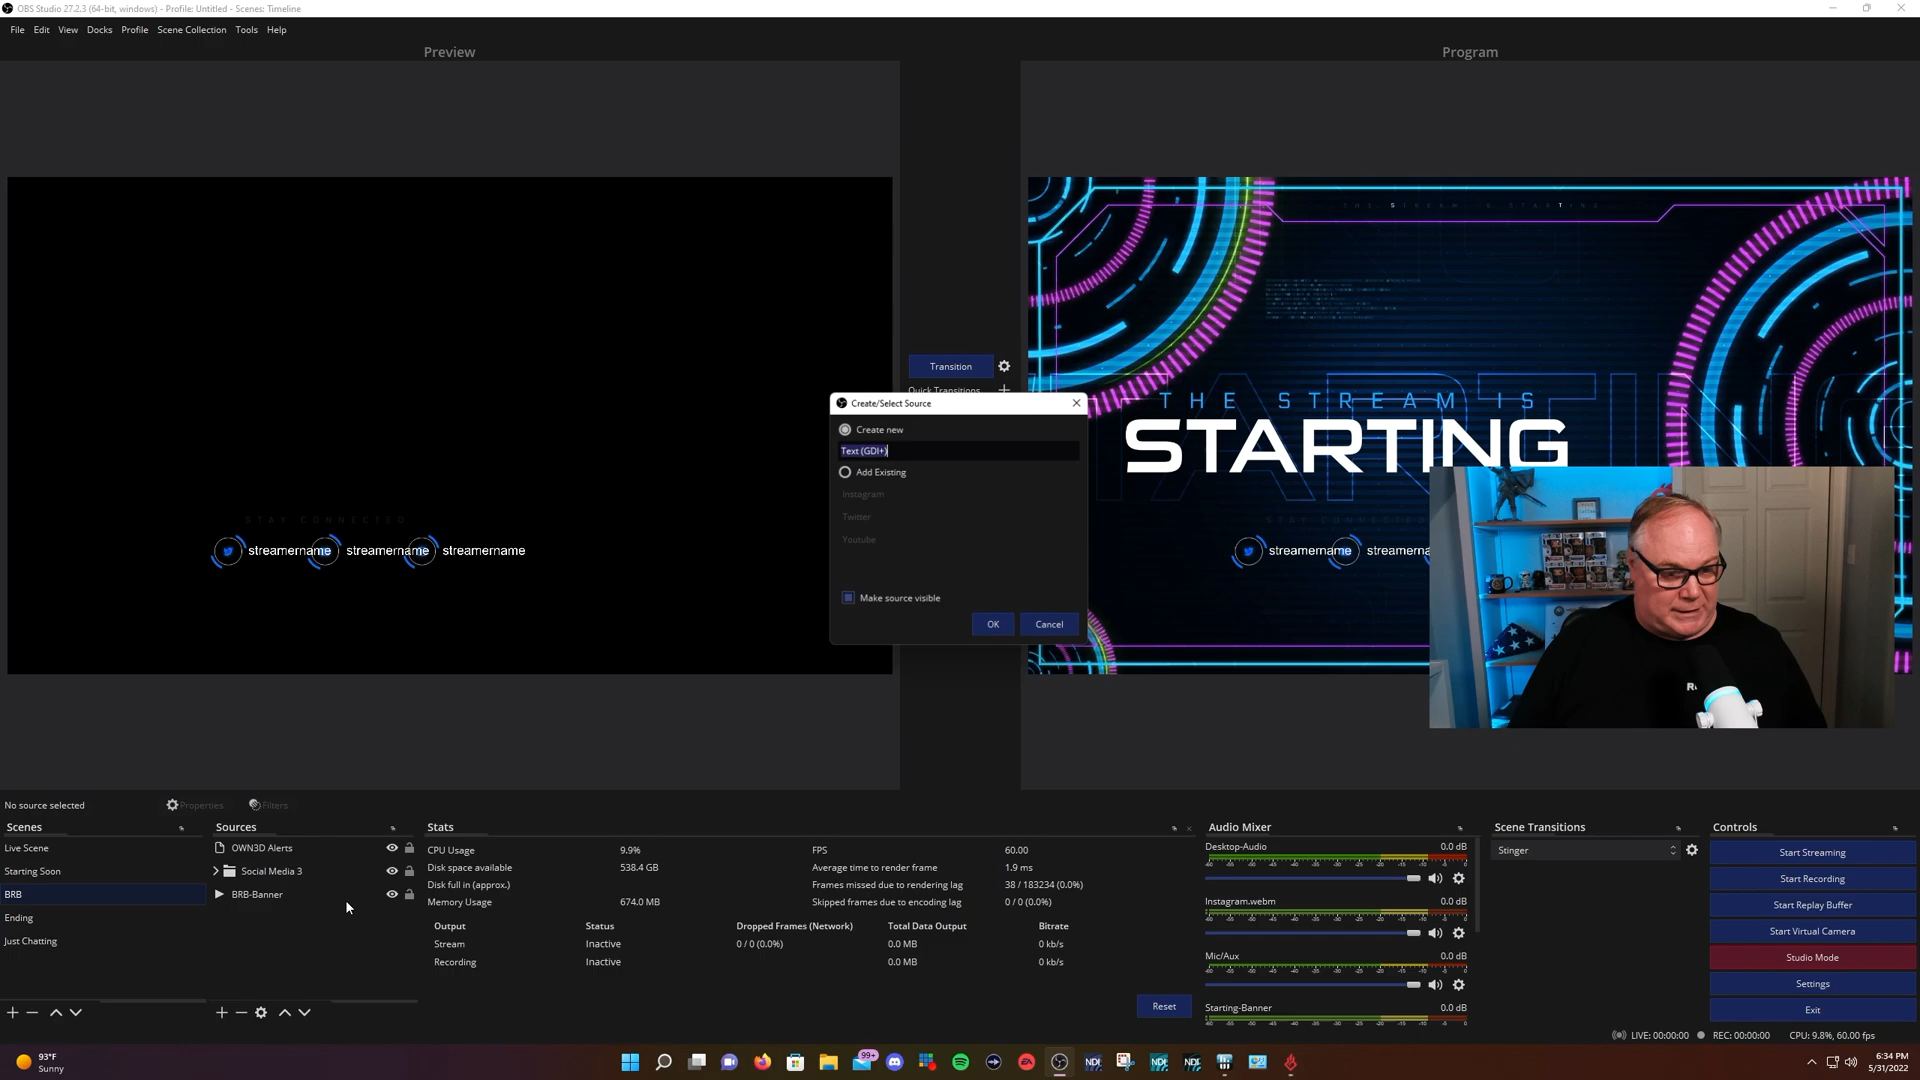 OBS Studio 27.2.3 (64-bit, windows) - Profile: Untitled - Scenes: Timeline
File Edit View Docks Profile Scene Collection Tools Help
Preview
Program
THE STREAM IS STARTING
Transition
Quick Transitions
THE STREAM IS
STARTING
Create/Select Source
Create new
Text (GDI+)
Add Existing
Instagram
Twitter
Youtube
Make source visible
OK Cancel
STAY CONNECTED
streamername streamername streamername
STAY CONNECTED
streamername
No source selected
Properties Filters
Scenes
Live Scene
Starting Soon
BRB
Ending
Just Chatting
Sources
OWN3D Alerts
Social Media 3
BRB-Banner
Stats
CPU Usage 9.9% FPS 60.00
Disk space available 538.4 GB Average time to render frame 1.9 ms
Disk full in (approx.) Frames missed due to rendering lag 38 / 183234 (0.0%)
Memory Usage 674.0 MB Skipped frames due to encoding lag 0 / 0 (0.0%)
Output Status Dropped Frames (Network) Total Data Output Bitrate
Stream Inactive 0 / 0 (0.0%) 0.0 MB 0 kb/s
Recording Inactive 0.0 MB 0 kb/s
Reset
Audio Mixer
Desktop-Audio 0.0 dB
Instagram.webm 0.0 dB
Mic/Aux 0.0 dB
Starting-Banner 0.0 dB
Scene Transitions
Stinger
Controls
Start Streaming
Start Recording
Start Replay Buffer
Start Virtual Camera
Studio Mode
Settings
Exit
LIVE: 00:00:00 REC: 00:00:00 CPU: 9.8%, 60.00 fps
93°F
Sunny
99+
6:34 PM
5/31/2022